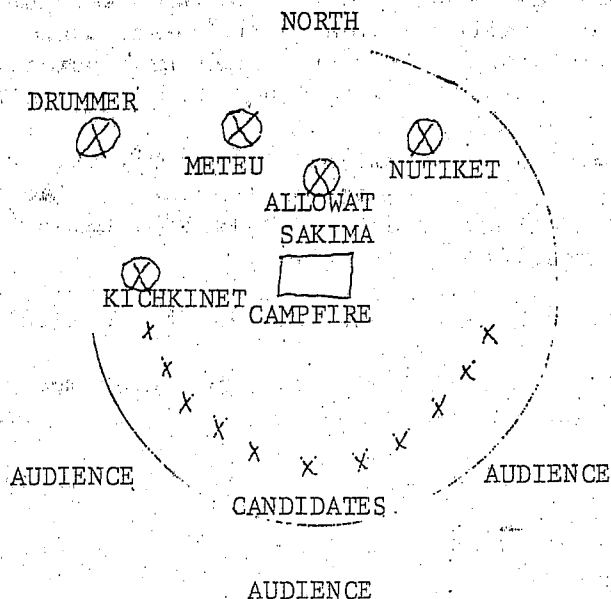 NORTH
DRUMMER
METEU
NUTIKET
ALLOWAT
SAKIMA
KICHKINET
CAMPFIRE
AUDIENCE
AUDIENCE
CANDIDATES
AUDIENCE